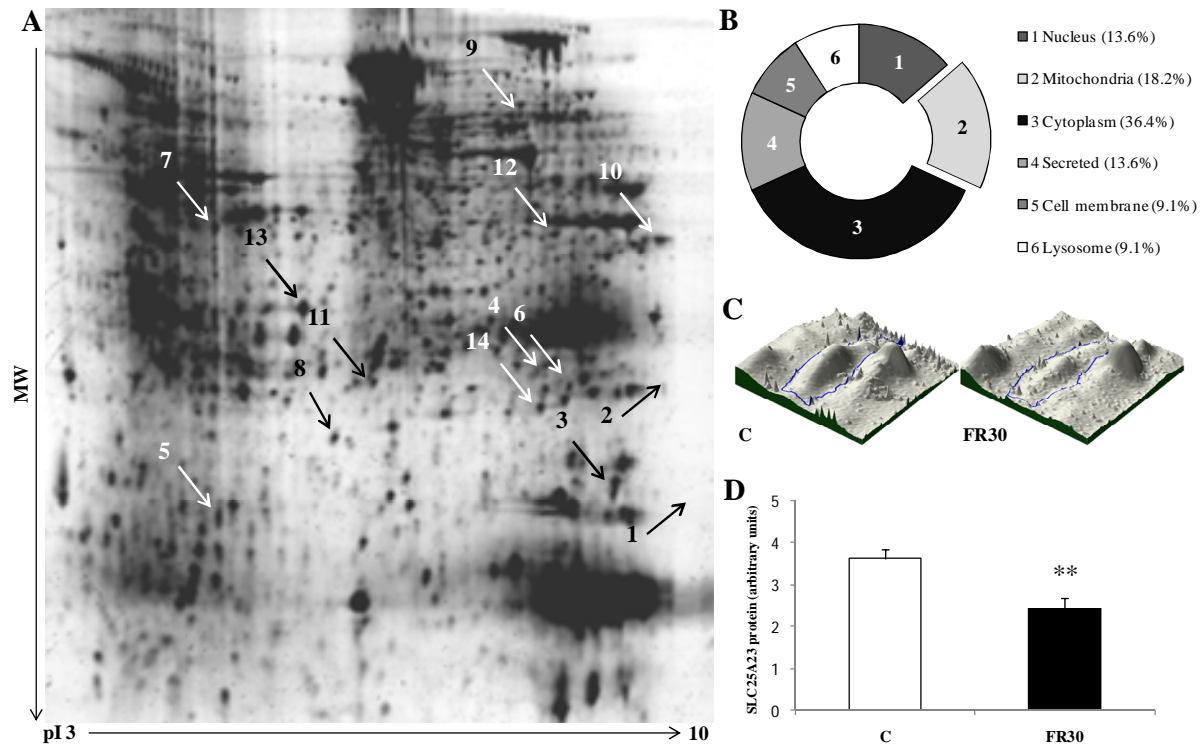 A
9
7
12
10
13
11
4
6
14
8
3
2
5
1
MW
pI 3
10
B
1
2
3
4
5
6
1 Nucleus (13.6%)
2 Mitochondria (18.2%)
3 Cytoplasm (36.4%)
4 Secreted (13.6%)
5 Cell membrane (9.1%)
6 Lysosome (9.1%)
C
C
FR30
D
SLC25A23 protein (arbitrary units)
5
4
3
2
1
0
**
C
FR30